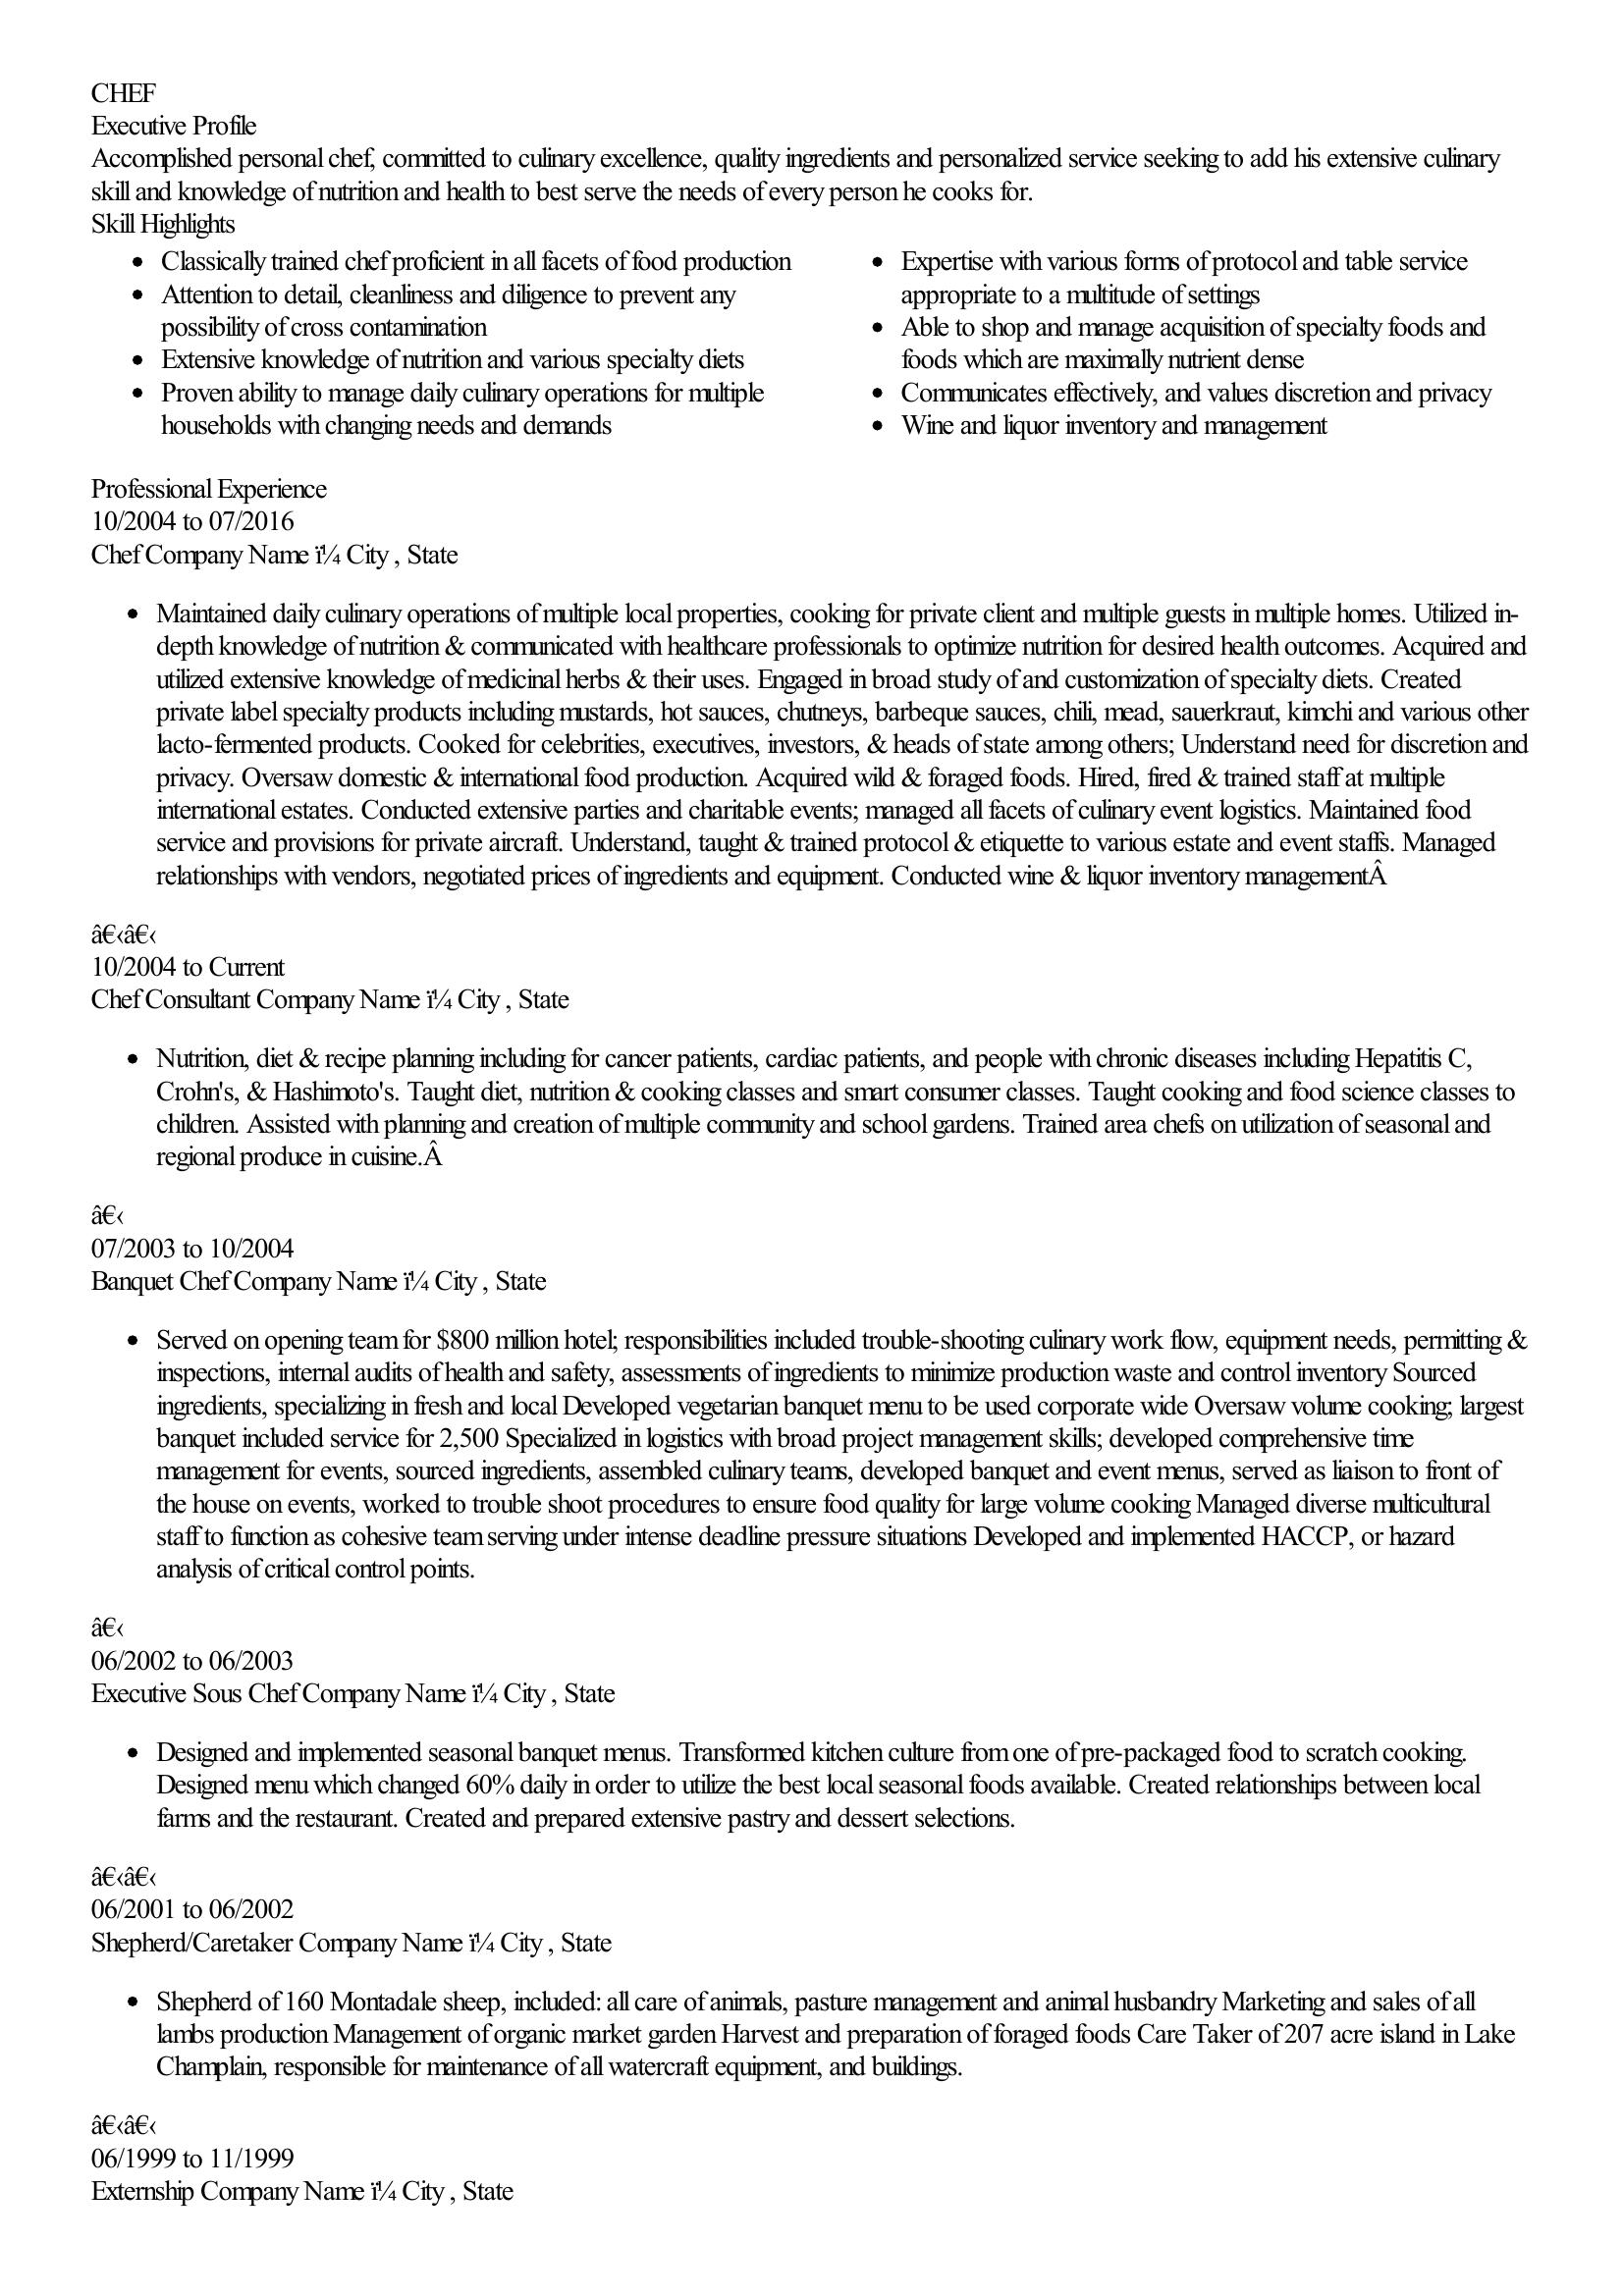 CHEF
Executive Profile
Accomplished personal chef, committed to culinary excellence, quality ingredients and personalized service seeking to add his extensive culinary
skill and knowledge of nutrition and health to best serve the needs of every person he cooks for.
Skill Highlights
• Classically trained chef proficient in all facets of food production
• Attention to detail, cleanliness and diligence to prevent any
possibility of cross contamination
• Extensive knowledge of nutrition and various specialty diets
• Proven ability to manage daily culinary operations for multiple
households with changing needs and demands
• Expertise with various forms of protocol and table service
appropriate to a multitude of settings
• Able to shop and manage acquisition of specialty foods and
foods which are maximally nutrient dense
• Communicates effectively, and values discretion and privacy
• Wine and liquor inventory and management
Professional Experience
10/2004 to 07/2016
Chef Company Name ï¼ City , State
• Maintained daily culinary operations of multiple local properties, cooking for private client and multiple guests in multiple homes. Utilized in-
depth knowledge of nutrition & communicated with healthcare professionals to optimize nutrition for desired health outcomes. Acquired and
utilized extensive knowledge of medicinal herbs & their uses. Engaged in broad study of and customization of specialty diets. Created
private label specialty products including mustards, hot sauces, chutneys, barbeque sauces, chili, mead, sauerkraut, kimchi and various other
lacto-fermented products. Cooked for celebrities, executives, investors, & heads of state among others; Understand need for discretion and
privacy. Oversaw domestic & international food production. Acquired wild & foraged foods. Hired, fired & trained staff at multiple
international estates. Conducted extensive parties and charitable events; managed all facets of culinary event logistics. Maintained food
service and provisions for private aircraft. Understand, taught & trained protocol & etiquette to various estate and event staffs. Managed
relationships with vendors, negotiated prices of ingredients and equipment. Conducted wine & liquor inventory managementÂ
â€‹â€‹
10/2004 to Current
Chef Consultant Company Name ï¼ City , State
• Nutrition, diet & recipe planning including for cancer patients, cardiac patients, and people with chronic diseases including Hepatitis C,
Crohn's, & Hashimoto's. Taught diet, nutrition & cooking classes and smart consumer classes. Taught cooking and food science classes to
children. Assisted with planning and creation of multiple community and school gardens. Trained area chefs on utilization of seasonal and
regional produce in cuisine.Â
â€‹
07/2003 to 10/2004
Banquet Chef Company Name ï¼ City , State
• Served on opening team for $800 million hotel; responsibilities included trouble-shooting culinary work flow, equipment needs, permitting &
inspections, internal audits of health and safety, assessments of ingredients to minimize production waste and control inventory Sourced
ingredients, specializing in fresh and local Developed vegetarian banquet menu to be used corporate wide Oversaw volume cooking; largest
banquet included service for 2,500 Specialized in logistics with broad project management skills; developed comprehensive time
management for events, sourced ingredients, assembled culinary teams, developed banquet and event menus, served as liaison to front of
the house on events, worked to trouble shoot procedures to ensure food quality for large volume cooking Managed diverse multicultural
staff to function as cohesive team serving under intense deadline pressure situations Developed and implemented HACCP, or hazard
analysis of critical control points.
â€‹
06/2002 to 06/2003
Executive Sous Chef Company Name ï¼ City , State
• Designed and implemented seasonal banquet menus. Transformed kitchen culture from one of pre-packaged food to scratch cooking.
Designed menu which changed 60% daily in order to utilize the best local seasonal foods available. Created relationships between local
farms and the restaurant. Created and prepared extensive pastry and dessert selections.
â€‹â€‹
06/2001 to 06/2002
Shepherd/Caretaker Company Name ï¼ City , State
• Shepherd of 160 Montadale sheep, included: all care of animals, pasture management and animal husbandry Marketing and sales of all
lambs production Management of organic market garden Harvest and preparation of foraged foods Care Taker of 207 acre island in Lake
Champlain, responsible for maintenance of all watercraft equipment, and buildings.
â€‹â€‹
06/1999 to 11/1999
Externship Company Name ï¼ City , State